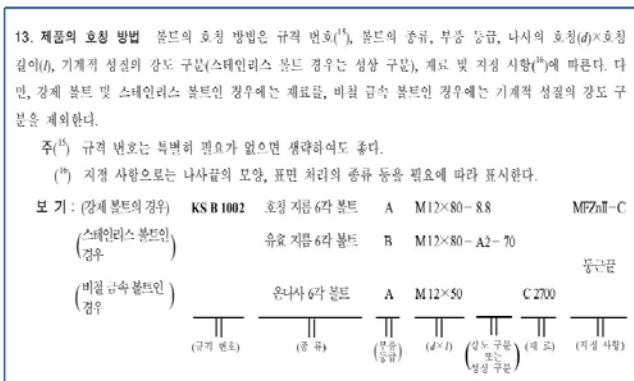 13. 제품의 호칭 방법 볼트의 호칭 방법은 규격 번호(¹⁵), 볼트의 종류, 부품 등급, 나사의 호칭(d)×호칭
길이(l), 기계적 성질의 강도 구분(스테인리스 볼트 경우는 성상 구분), 재료 및 지정 사항(¹⁶)에 따른다. 다
만, 강제 볼트 및 스테인리스 볼트인 경우에는 재료를, 비철 금속 볼트인 경우에는 기계적 성질의 강도 구
분을 제외한다.
주(¹⁵) 규격 번호는 특별히 필요가 없으면 생략하여도 좋다.
(¹⁶) 지정 사항으로는 나사끝의 모양, 표면 처리의 종류 등을 필요에 따라 표시한다.
보 기 : (강제 볼트의 경우) KS B 1002 호칭 지름 6각 볼트 A M12×80-8.8 MFZnⅡ-C
(스테인리스 볼트인 경우) 유효 지름 6각 볼트 B M12×80-A2-70
둥근끝
(비철 금속 볼트인 경우) 온나사 6각 볼트 A M12×50 C 2700
(규격 번호) (종 류) (부품 등급) (d×l) (강도 구분 또는 성상 구분) (재 료) (지정 사항)